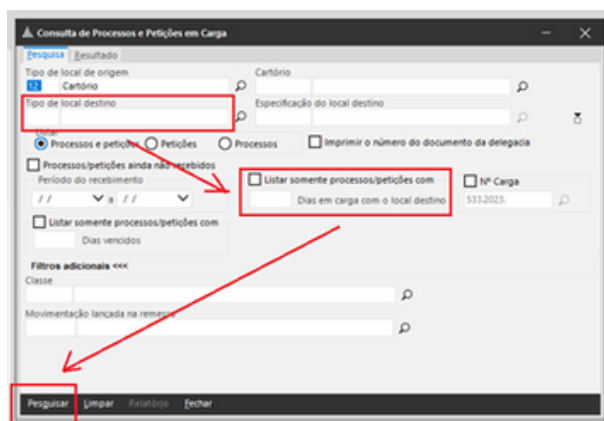 Consulta de Processos e Petições em Carga
Pesquisa Resultado
Tipo de local de origem Cartório
12 Cartório
Tipo de local destino Especificação do local destino
Listar
Processos e petições Petições Processos Imprimir o número do documento da delegacia
Processos/petições ainda não recebidos
Período do recebimento Listar somente processos/petições com Nº Carga
/ / a / / Dias em carga com o local destino 533.2023.
Listar somente processos/petições com
Dias vencidos
Filtros adicionais <<<
Classe
Movimentação lançada na remessa
Pesquisar Limpar Relatório Fechar